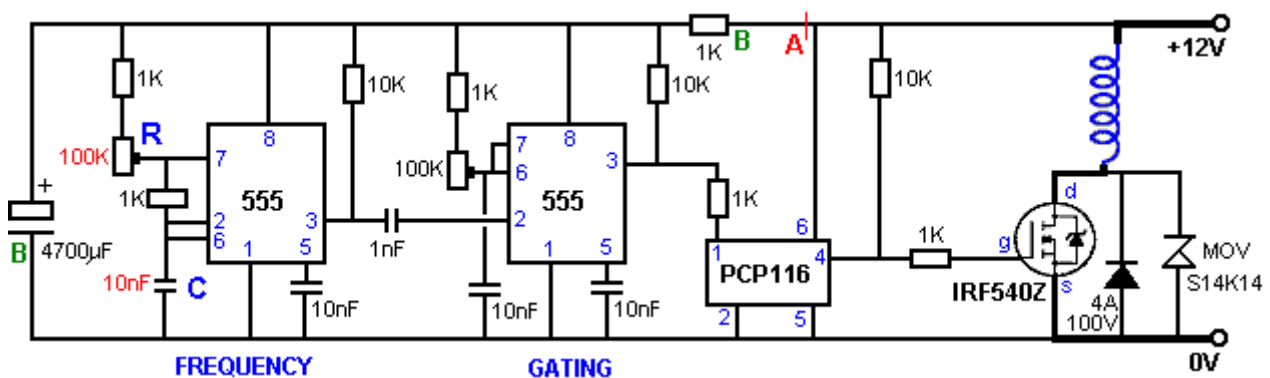 1K B A +12V
1K 10K 1K 10K 10K
R 8 8
100K 7 7 3
100K 6
1K 555 555 1K d
+ 2 3 2 6
6 1 5 1nF 1 5 1 4 1K g MOV
B 4700µF PCP116 S14K14
10nF C 10nF 10nF 10nF IRF540Z s 4A
2 5 100V
FREQUENCY GATING 0V